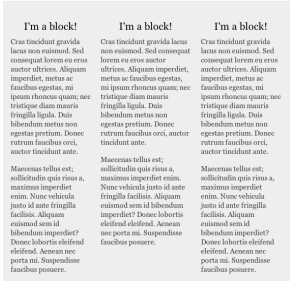 I'm a block!
Cras tincidunt gravida
lacus non euismod. Sed
consequat lorem eu eros
auctor ultrices. Aliquam
imperdiet, metus ac
faucibus egestas, mi
ipsum rhoncus quam; nec
tristique diam mauris
fringilla ligula. Duis
bibendum metus non
egestas pretium. Donec
rutrum faucibus orci,
auctor tincidunt ante.
Maecenas tellus est;
sollicitudin quis risus a,
maximus imperdiet
enim. Nunc vehicula
justo id ante fringilla
facilisis. Aliquam
euismod sem id
bibendum imperdiet?
Donec lobortis eleifend
eleifend. Aenean nec
porta mi. Suspendisse
faucibus posuere.
I'm a block!
Cras tincidunt gravida lacus
non euismod. Sed consequat
lorem eu eros auctor
ultrices. Aliquam imperdiet,
metus ac faucibus egestas,
mi ipsum rhoncus quam; nec
tristique diam mauris
fringilla ligula. Duis
bibendum metus non
egestas pretium. Donec
rutrum faucibus orci, auctor
tincidunt ante.
Maecenas tellus est;
sollicitudin quis risus a,
maximus imperdiet enim.
Nunc vehicula justo id ante
fringilla facilisis. Aliquam
euismod sem id bibendum
imperdiet? Donec lobortis
eleifend eleifend. Aenean
nec porta mi. Suspendisse
faucibus posuere.
I'm a block!
Cras tincidunt gravida
lacus non euismod. Sed
consequat lorem eu eros
auctor ultrices. Aliquam
imperdiet, metus ac
faucibus egestas, mi
ipsum rhoncus quam; nec
tristique diam mauris
fringilla ligula. Duis
bibendum metus non
egestas pretium. Donec
rutrum faucibus orci,
auctor tincidunt ante.
Maecenas tellus est;
sollicitudin quis risus a,
maximus imperdiet
enim. Nunc vehicula
justo id ante fringilla
facilisis. Aliquam
euismod sem id
bibendum imperdiet?
Donec lobortis eleifend
eleifend. Aenean nec
porta mi. Suspendisse
faucibus posuere.